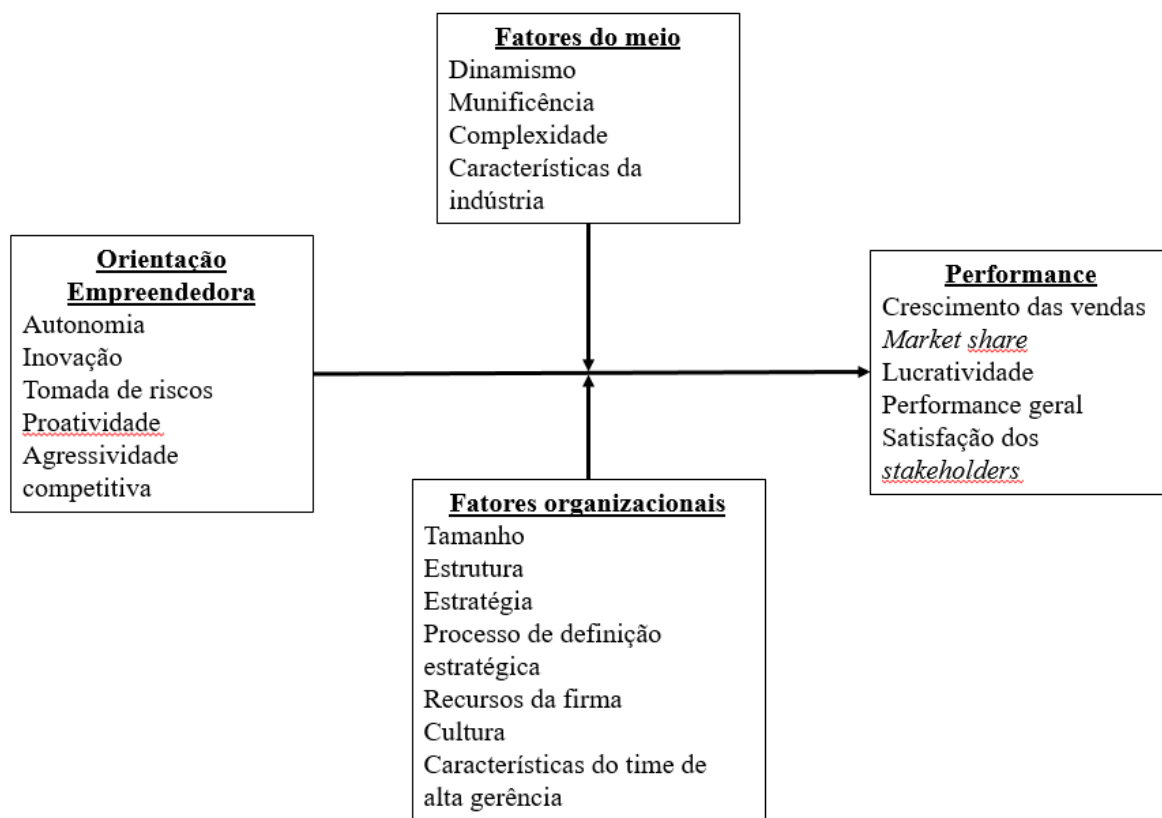 Fatores do meio
Dinamismo
Munificência
Complexidade
Características da
indústria
Orientação
Empreendedora
Autonomia
Inovação
Tomada de riscos
Proatividade
Agressividade
competitiva
Performance
Crescimento das vendas
Market share
Lucratividade
Performance geral
Satisfação dos
stakeholders
Fatores organizacionais
Tamanho
Estrutura
Estratégia
Processo de definição
estratégica
Recursos da firma
Cultura
Características do time de
alta gerência